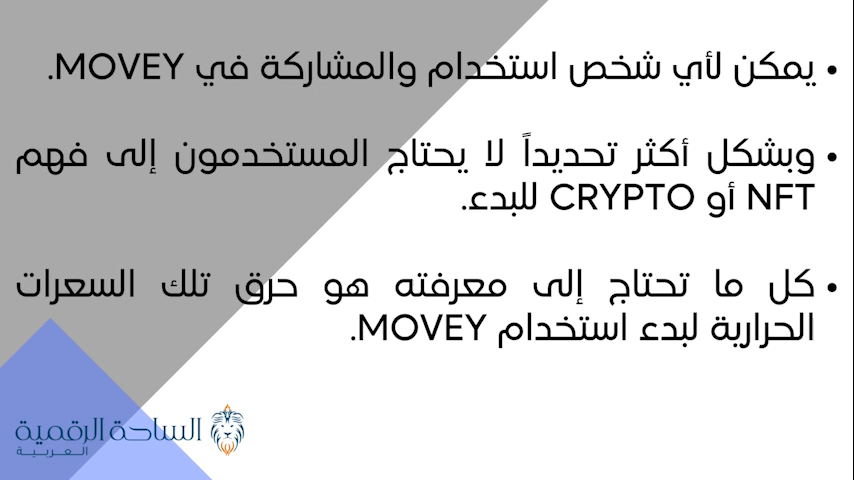 • يمكن لأي شخص استخدام والمشاركة في MOVEY.
• وبشكل أكثر تحديداً لا يحتاج المستخدمون إلى فهم
NFT أو CRYPTO للبدء.
• كل ما تحتاج إلى معرفته هو حرق تلك السعرات
الحرارية لبدء استخدام MOVEY.
الساحة الرقمية
العربية